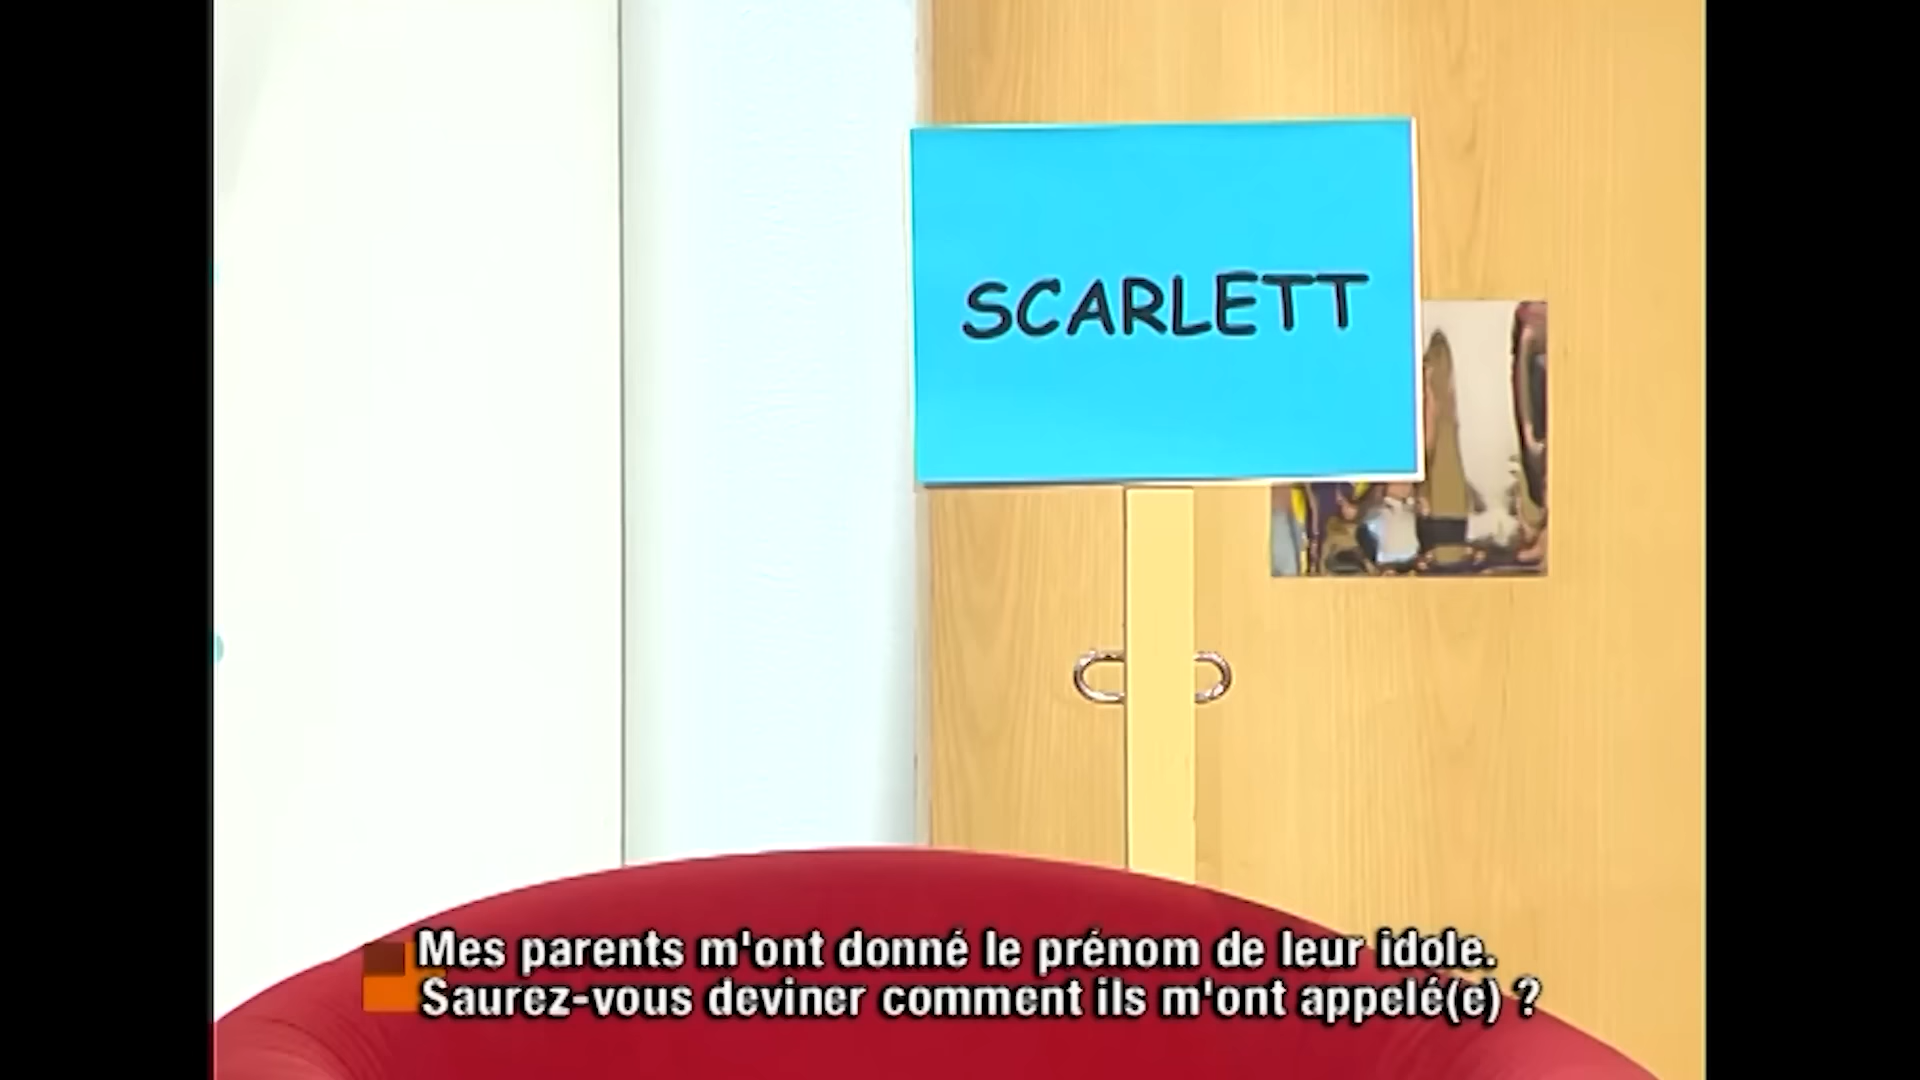 SCARLETT
Mes parents m'ont donné le prénom de leur idole.
Saurez-vous deviner comment ils m'ont appelé(e) ?